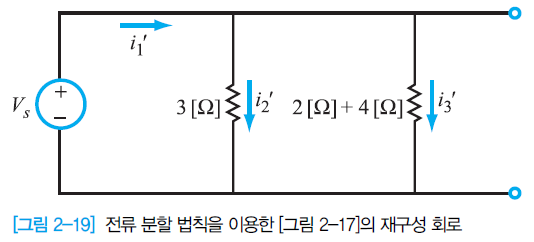 i₁′
+
V_s
−
3 [Ω] i₂′ 2 [Ω] + 4 [Ω] i₃′
[그림 2-19] 전류 분할 법칙을 이용한 [그림 2-17]의 재구성 회로